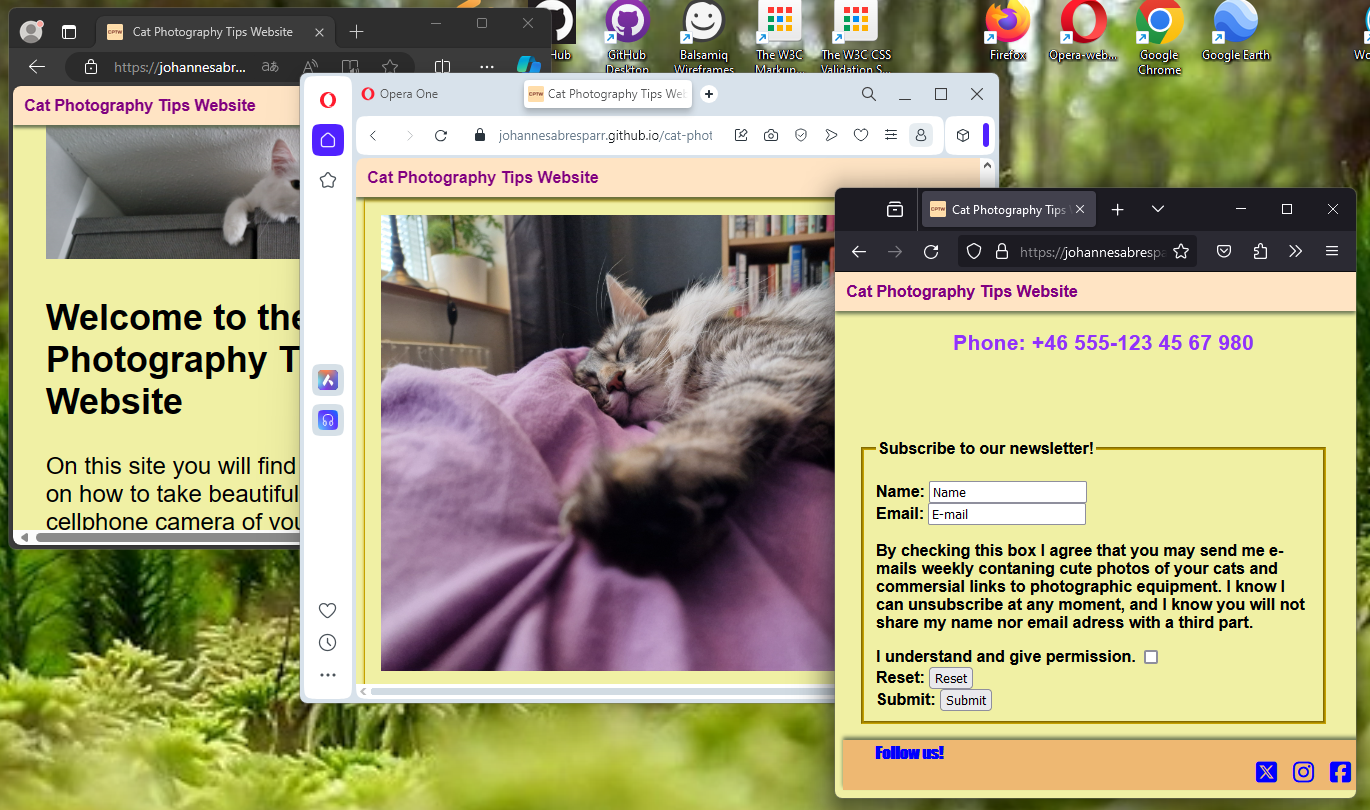 Hub
GitHub
Desktop
Balsamiq
Wireframes
The W3C
Markup...
The W3C CSS
Validation S...
Firefox
Opera-web...
Google
Chrome
Google Earth
Wo
CPTW Cat Photography Tips Website
https://johannesabr...
Cat Photography Tips Website
Welcome to the
Photography T
Website
On this site you will find
on how to take beautiful
cellphone camera of you
Opera One
CPTW Cat Photography Tips Web
johannesabresparr.github.io/cat-phot
Cat Photography Tips Website
CPTW Cat Photography Tips W
https://johannesabrespa
Cat Photography Tips Website
Phone: +46 555-123 45 67 980
Subscribe to our newsletter!
Name: Name
Email: E-mail
By checking this box I agree that you may send me e-
mails weekly contaning cute photos of your cats and
commersial links to photographic equipment. I know I
can unsubscribe at any moment, and I know you will not
share my name nor email adress with a third part.
I understand and give permission.
Reset: Reset
Submit: Submit
Follow us!